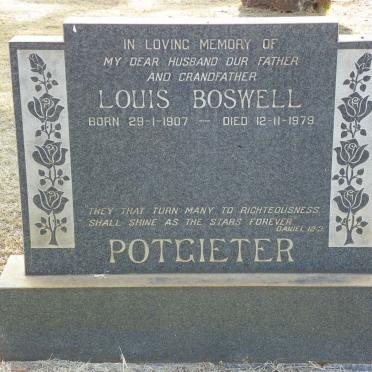 IN LOVING MEMORY OF
MY DEAR HUSBAND OUR FATHER
AND GRANDFATHER
LOUIS BOSWELL
BORN 29-1-1907 — DIED 12-11-1979
THEY THAT TURN MANY TO RIGHTEOUSNESS
SHALL SHINE AS THE STARS FOREVER
DANIEL 12-3
POTGIETER